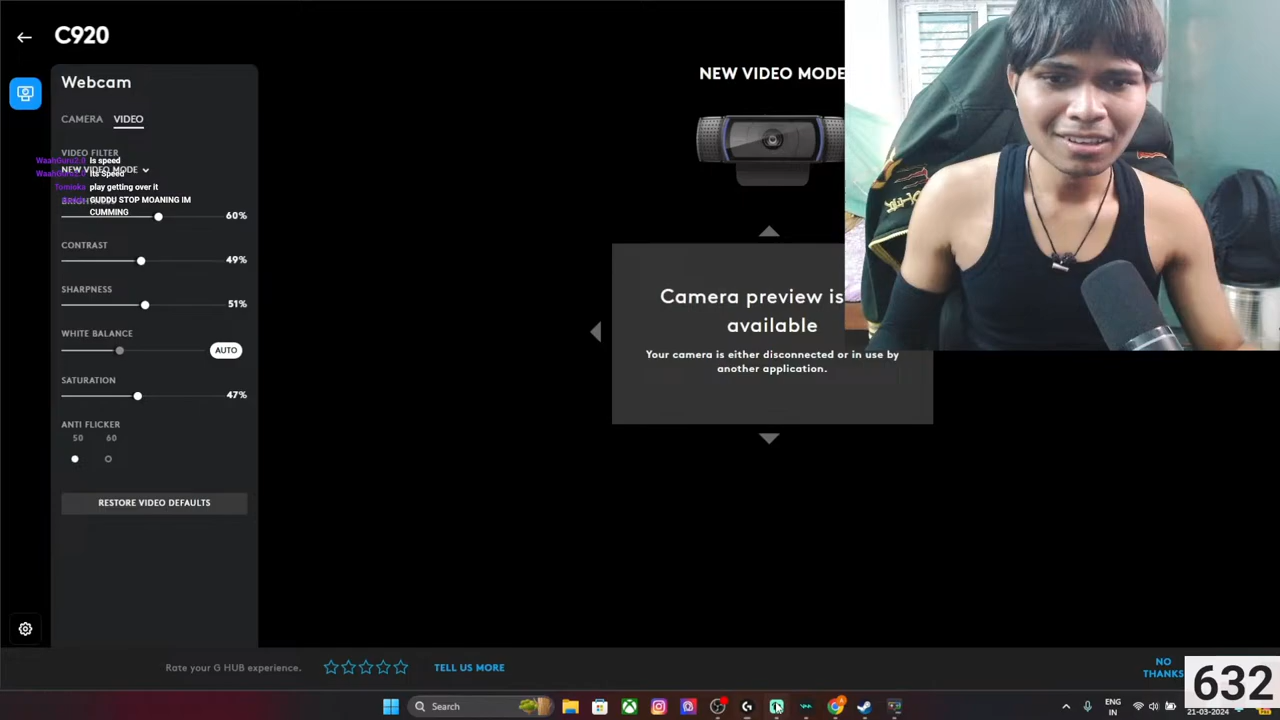 C920
NEW VIDEO MODE
Webcam
CAMERA VIDEO
VIDEO FILTER
WaahGuru2.0 Is speed
NEW VIDEO MODE
Tomioka play getting over it
GUDDU STOP MOANING IM
CUMMING
60%
CONTRAST
49%
SHARPNESS
51%
WHITE BALANCE
AUTO
SATURATION
47%
ANTI FLICKER
50 60
RESTORE VIDEO DEFAULTS
Camera preview is
available
Your camera is either disconnected or in use by
another application.
Rate your G HUB experience.
TELL US MORE
NO
THANKS
632
Search
ENG
IN
21-03-2024